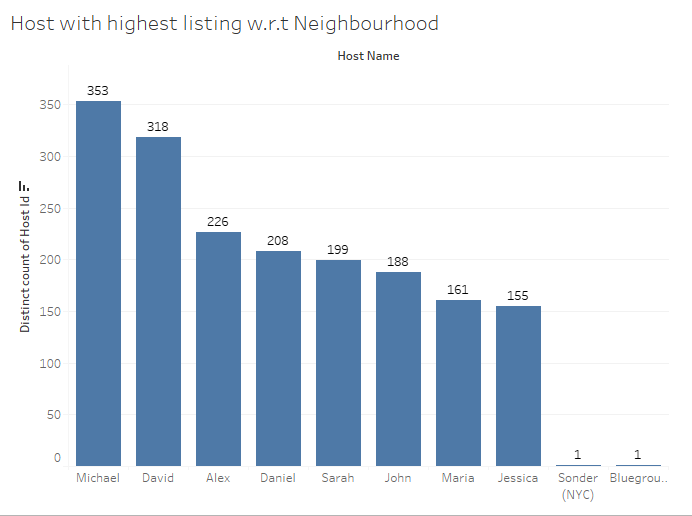 Host with highest listing w.r.t Neighbourhood
Host Name
Distinct count of Host Id
350
300
250
200
150
100
50
0
353
318
226
208
199
188
161
155
1
1
Michael
David
Alex
Daniel
Sarah
John
Maria
Jessica
Sonder
(NYC)
Bluegrou..